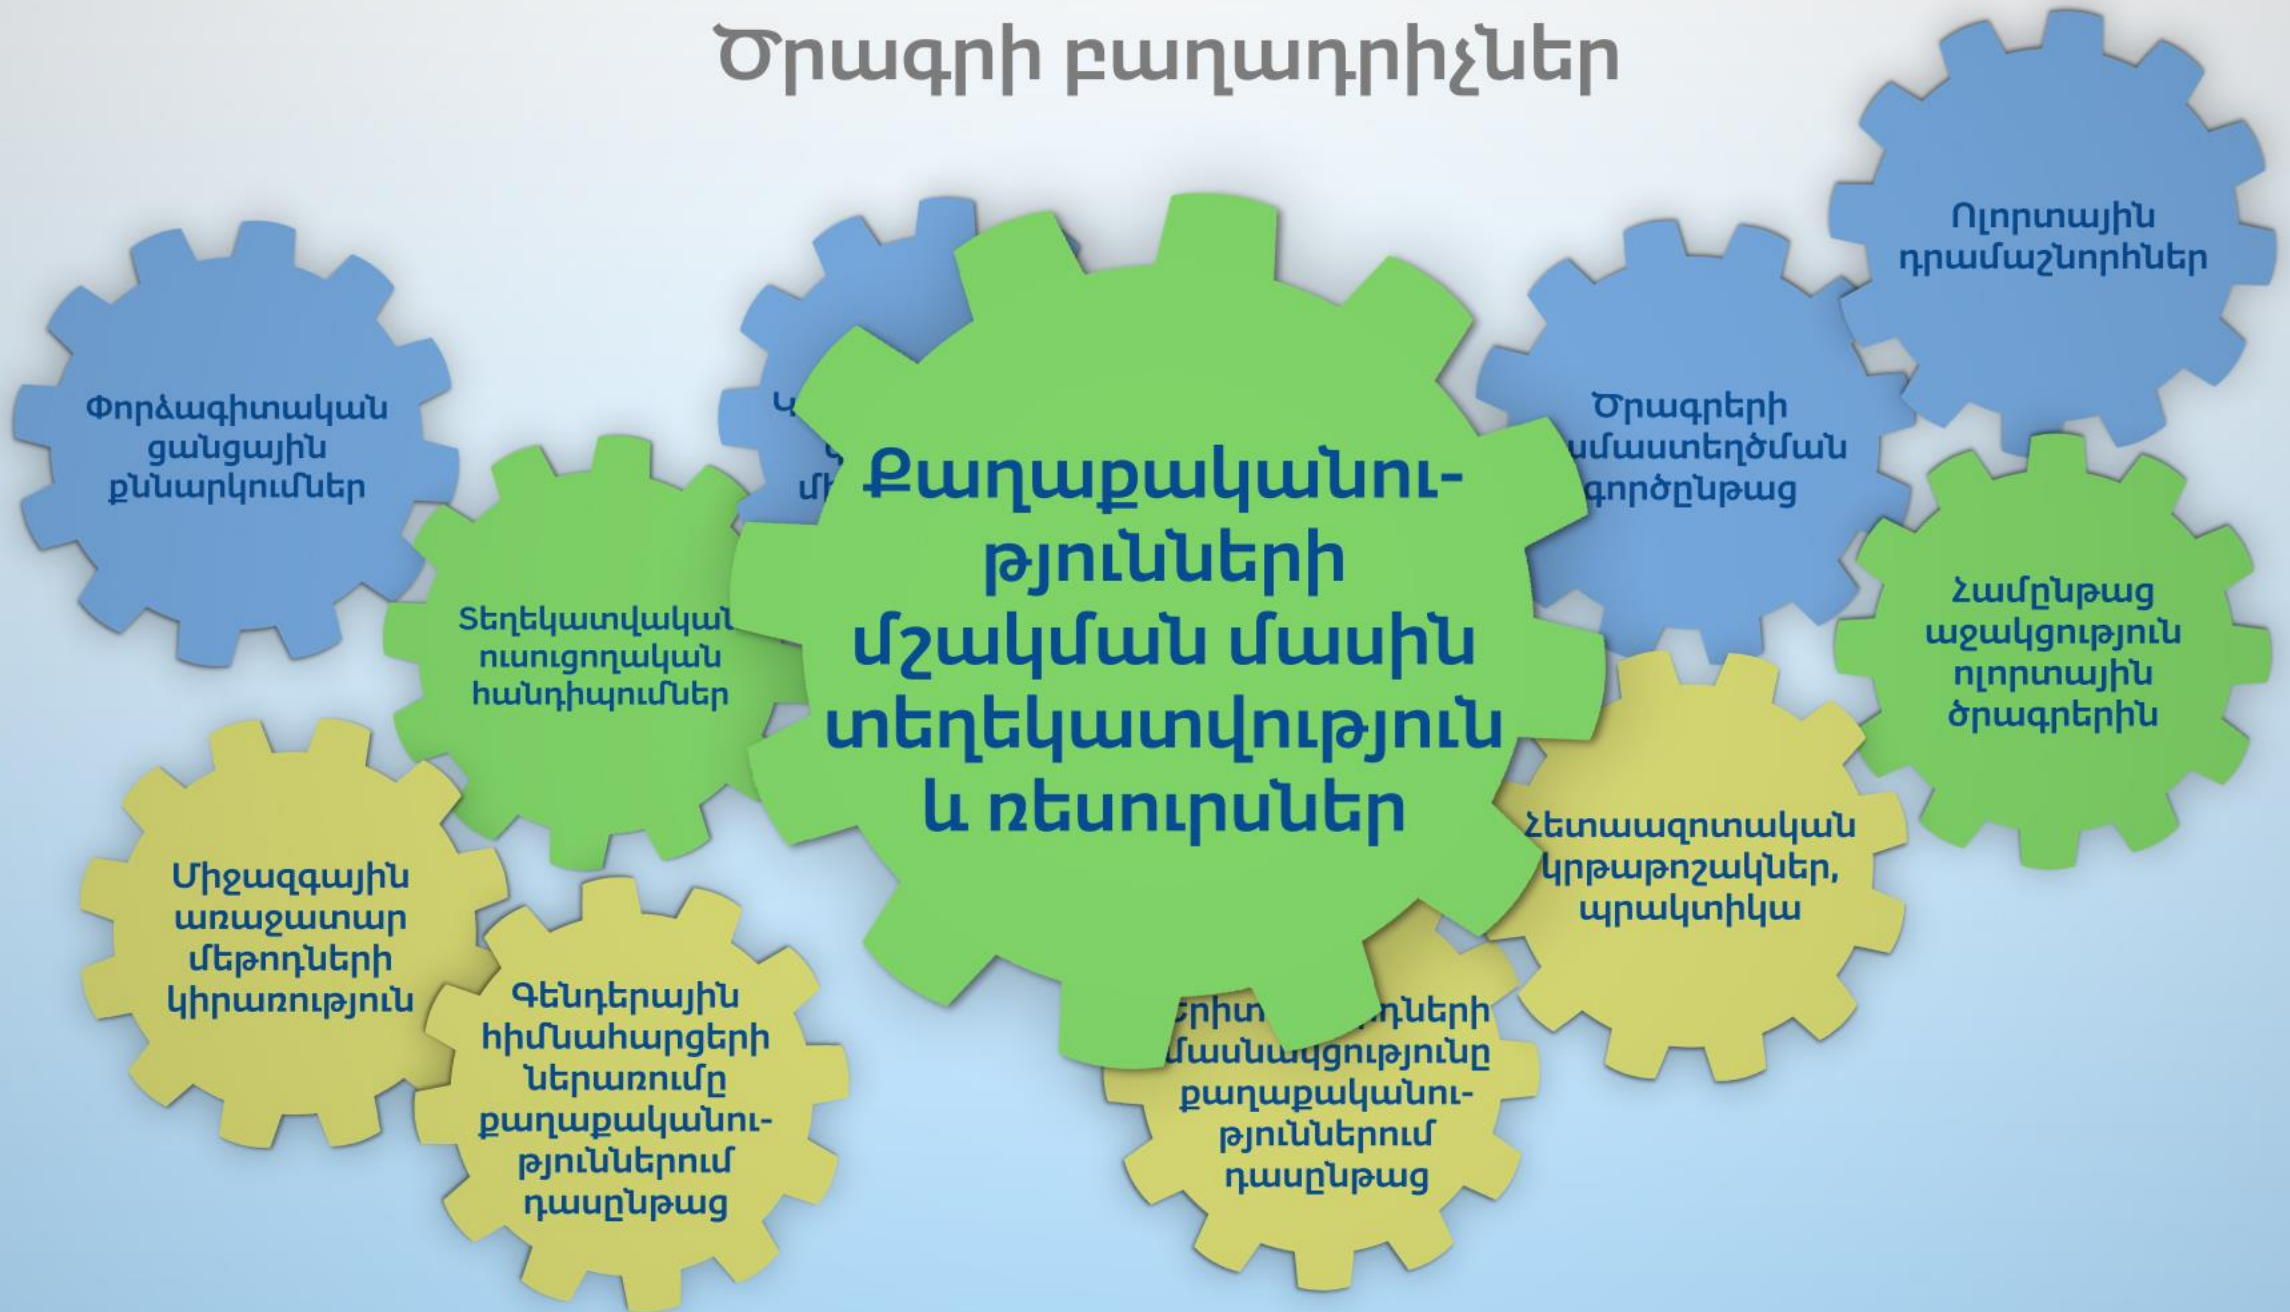 Ծրագրի բաղադրիչներ
Ոլորտային
դրամաշնորհներ
Փորձագիտական
ցանցային
քննարկումներ
Ծրագրերի
գործընթաց
Քաղաքականու-
թյունների
մշակման մասին
տեղեկատվություն
և ռեսուրսներ
Տեղեկատվական
ուսուցողական
հանդիպումներ
Համընթաց
աջակցություն
ոլորտային
ծրագրերին
Միջազգային
առաջատար
մեթոդների
կիրառություն
Հետաազոտական
կրթաթոշակներ,
պրակտիկա
Գենդերային
հիմնահարցերի
ներառումը
քաղաքականու-
թյուններում
դասընթաց
մասնակցությունը
քաղաքականու-
թյուններում
դասընթաց